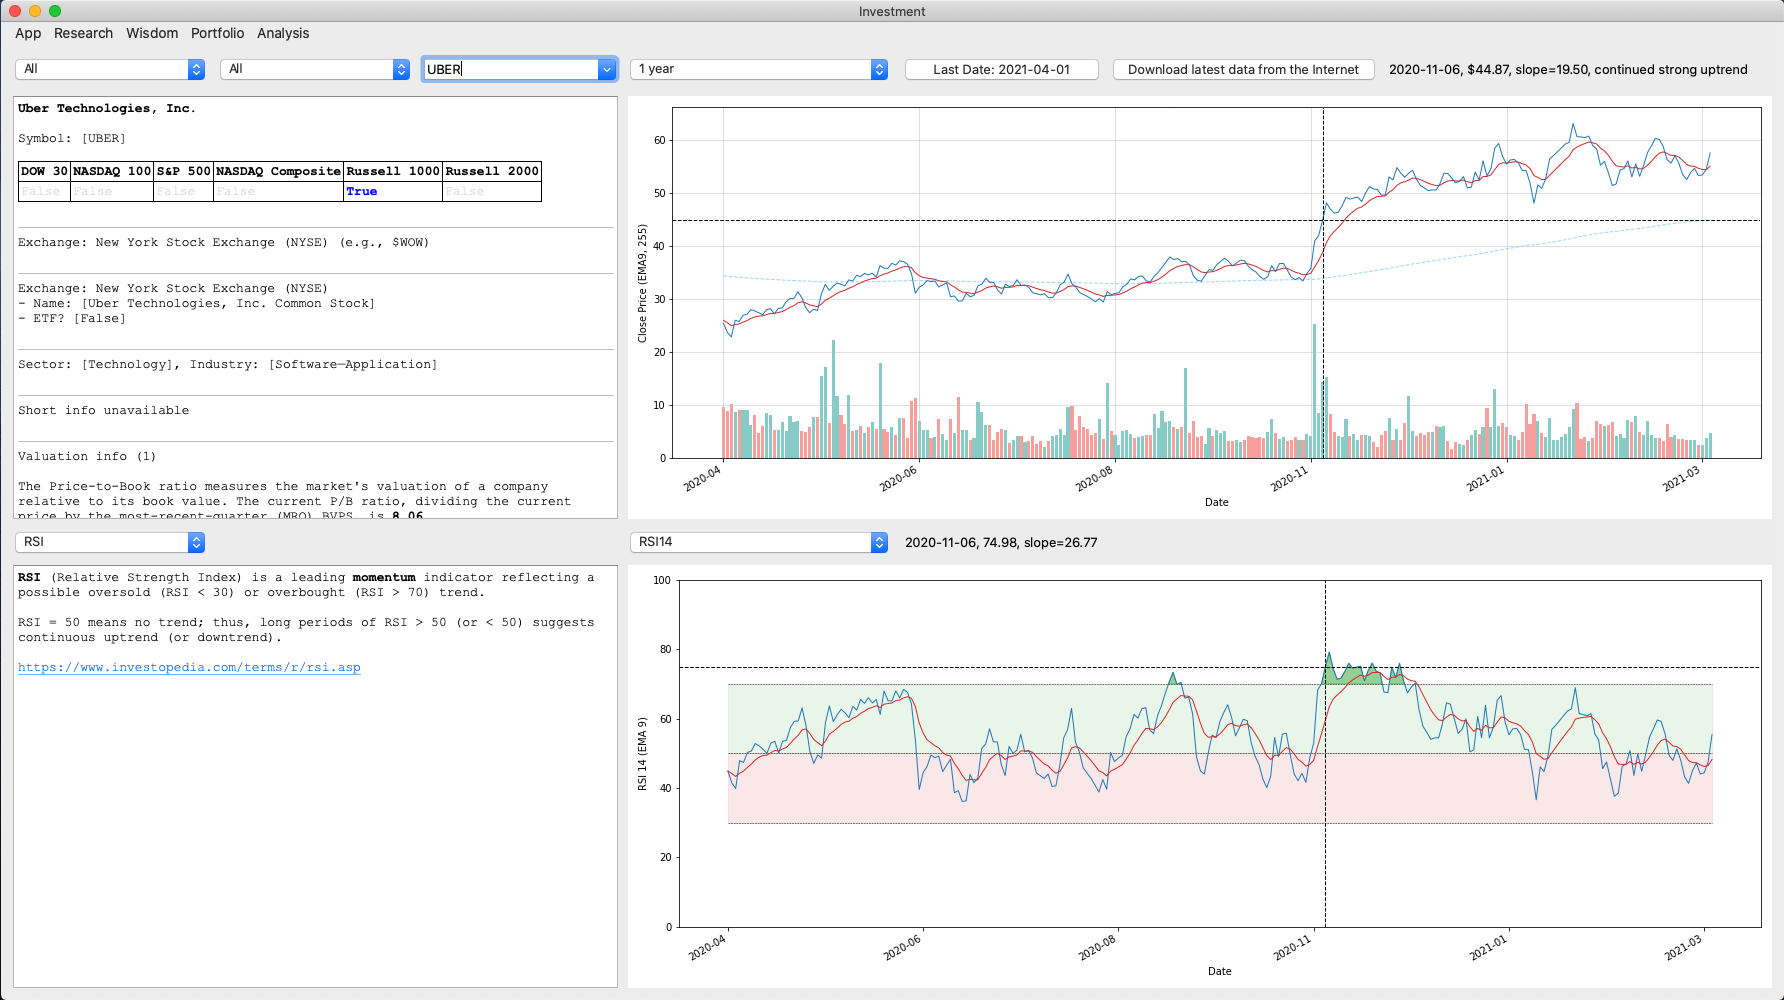 Investment
App Research Wisdom Portfolio Analysis
All All UBER 1 year Last Date: 2021-04-01 Download latest data from the Internet 2020-11-06, $44.87, slope=19.50, continued strong uptrend
Uber Technologies, Inc.
Symbol: [UBER]
DOW 30 NASDAQ 100 S&P 500 NASDAQ Composite Russell 1000 Russell 2000
False False False False True False
Exchange: New York Stock Exchange (NYSE) (e.g., $WOW)
Exchange: New York Stock Exchange (NYSE)
- Name: [Uber Technologies, Inc. Common Stock]
- ETF? [False]
Sector: [Technology], Industry: [Software—Application]
Short info unavailable
Valuation info (1)
The Price-to-Book ratio measures the market's valuation of a company
relative to its book value. The current P/B ratio, dividing the current
price by the most-recent-quarter (MRQ) BVPS, is 8.06
Close Price (EMA9, 255)
60
50
40
30
20
10
0
2020-04 2020-06 2020-08 2020-11 2021-01 2021-03
Date
RSI RSI14 2020-11-06, 74.98, slope=26.77
RSI (Relative Strength Index) is a leading momentum indicator reflecting a
possible oversold (RSI < 30) or overbought (RSI > 70) trend.
RSI = 50 means no trend; thus, long periods of RSI > 50 (or < 50) suggests
continuous uptrend (or downtrend).
https://www.investopedia.com/terms/r/rsi.asp
RSI 14 (EMA 9)
100
80
60
40
20
0
2020-04 2020-06 2020-08 2020-11 2021-01 2021-03
Date